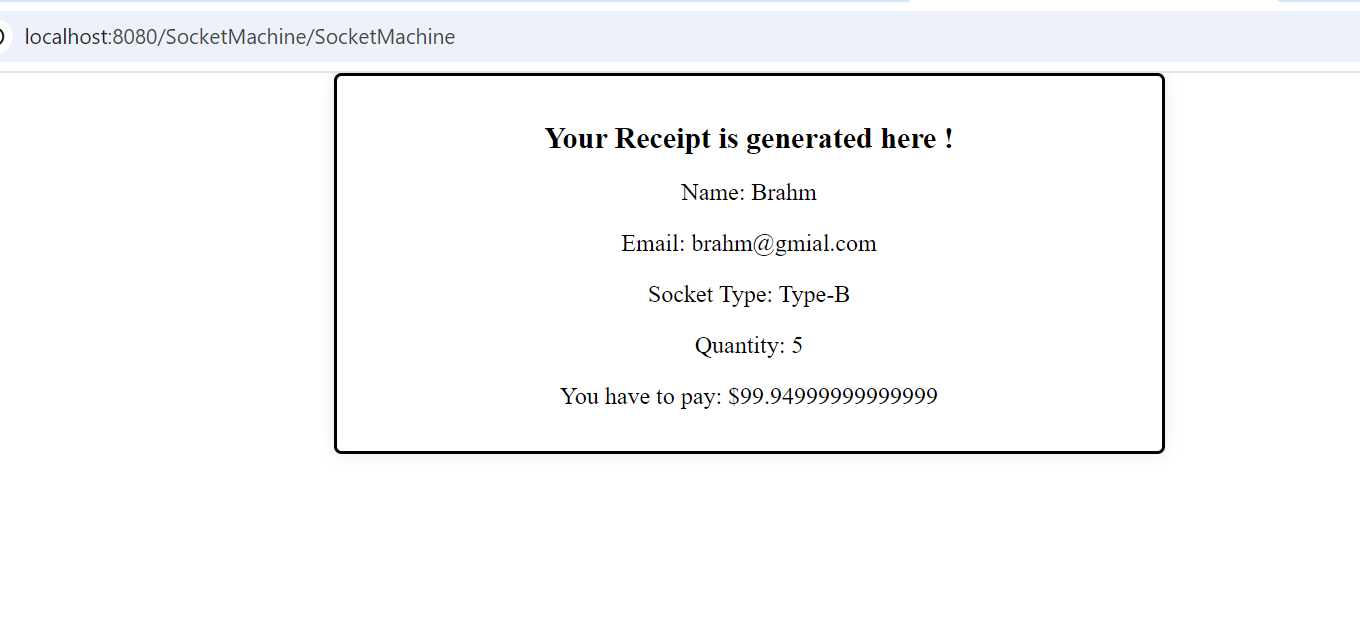 localhost:8080/SocketMachine/SocketMachine
Your Receipt is generated here !
Name: Brahm
Email: brahm@gmial.com
Socket Type: Type-B
Quantity: 5
You have to pay: $99.94999999999999